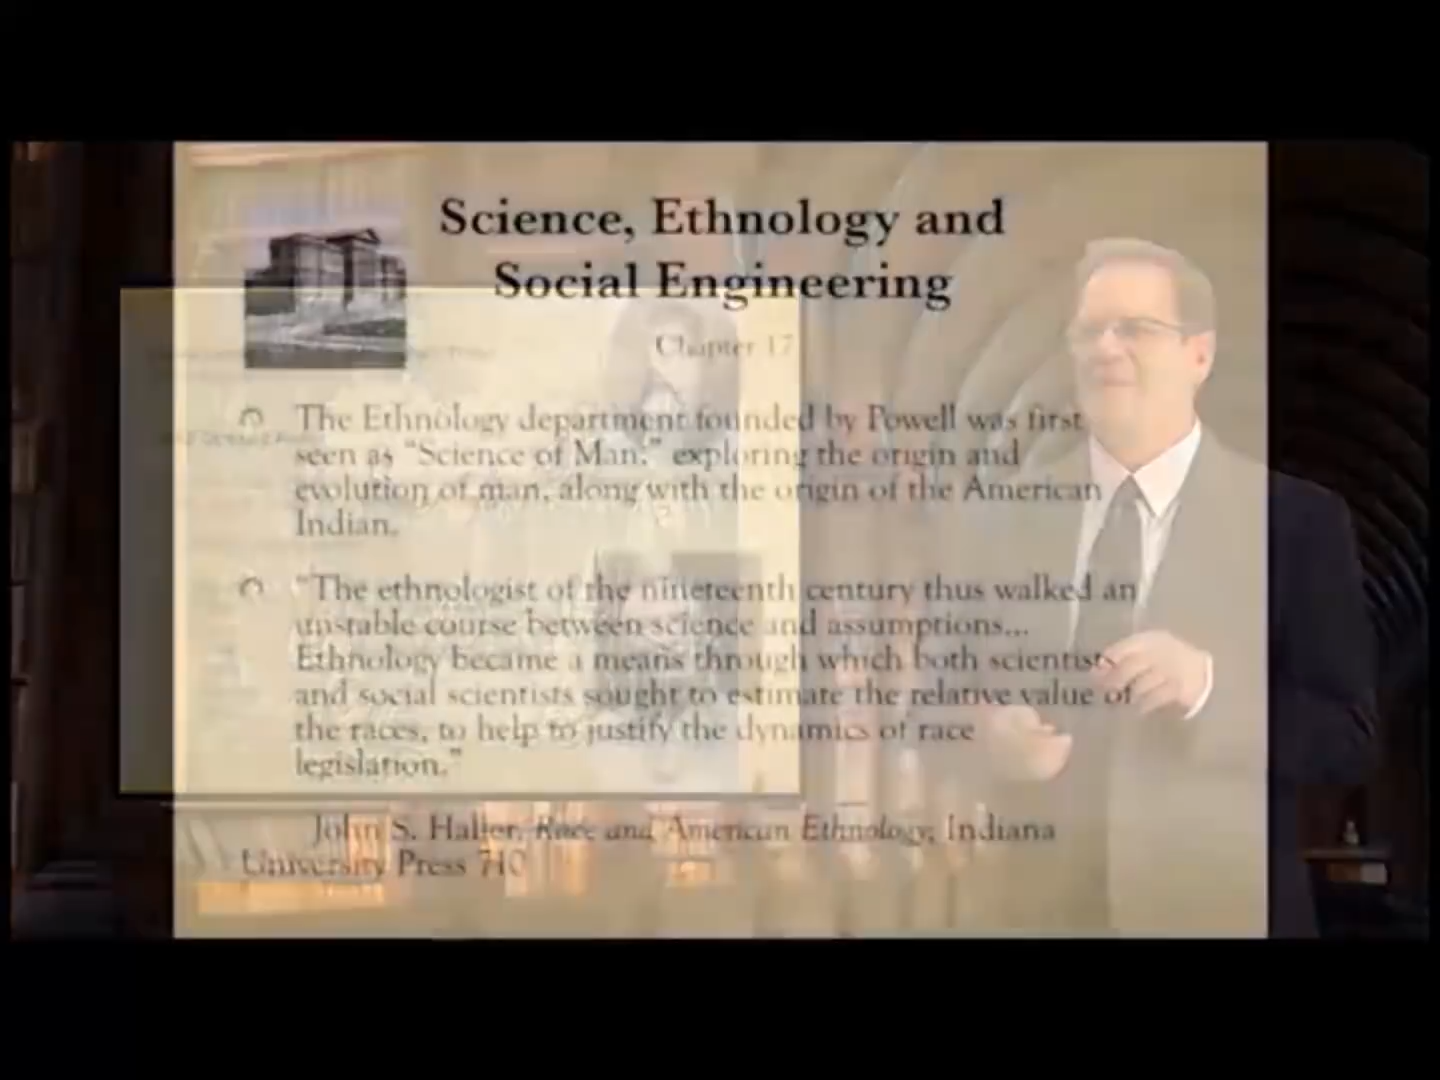 Science, Ethnology and
Social Engineering
Chapter 17
The Ethnology department founded by Powell was first
seen as "Science of Man:" exploring the origin and
evolution of man, along with the origin of the American
Indian.
"The ethnologist of the nineteenth century thus walked an
unstable course between science and assumptions...
Ethnology became a means through which both scientists
and social scientists sought to estimate the relative value of
the races, to help to justify the dynamics of race
legislation."
John S. Haller, Race and American Ethnology, Indiana
University Press 710